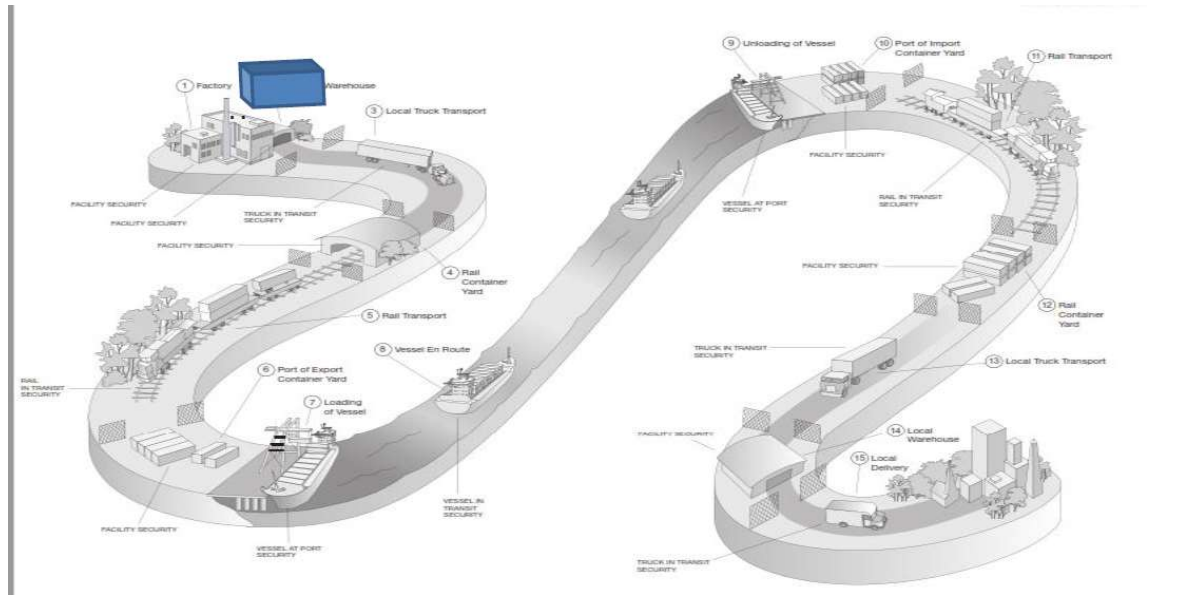 1 Factory
Warehouse
3 Local Truck Transport
FACILITY SECURITY
FACILITY SECURITY
TRUCK IN TRANSIT
SECURITY
FACILITY SECURITY
4 Rail
Container
Yard
5 Rail Transport
RAIL
IN TRANSIT
SECURITY
6 Port of Export
Container Yard
7 Loading
of Vessel
FACILITY SECURITY
VESSEL AT PORT
SECURITY
8 Vessel En Route
VESSEL IN
TRANSIT
SECURITY
9 Unloading of Vessel
10 Port of Import
Container Yard
11 Rail Transport
FACILITY SECURITY
VESSEL AT PORT
SECURITY
RAIL IN TRANSIT
SECURITY
FACILITY SECURITY
12 Rail
Container
Yard
TRUCK IN TRANSIT
SECURITY
13 Local Truck Transport
FACILITY SECURITY
14 Local
Warehouse
15 Local
Delivery
TRUCK IN TRANSIT
SECURITY